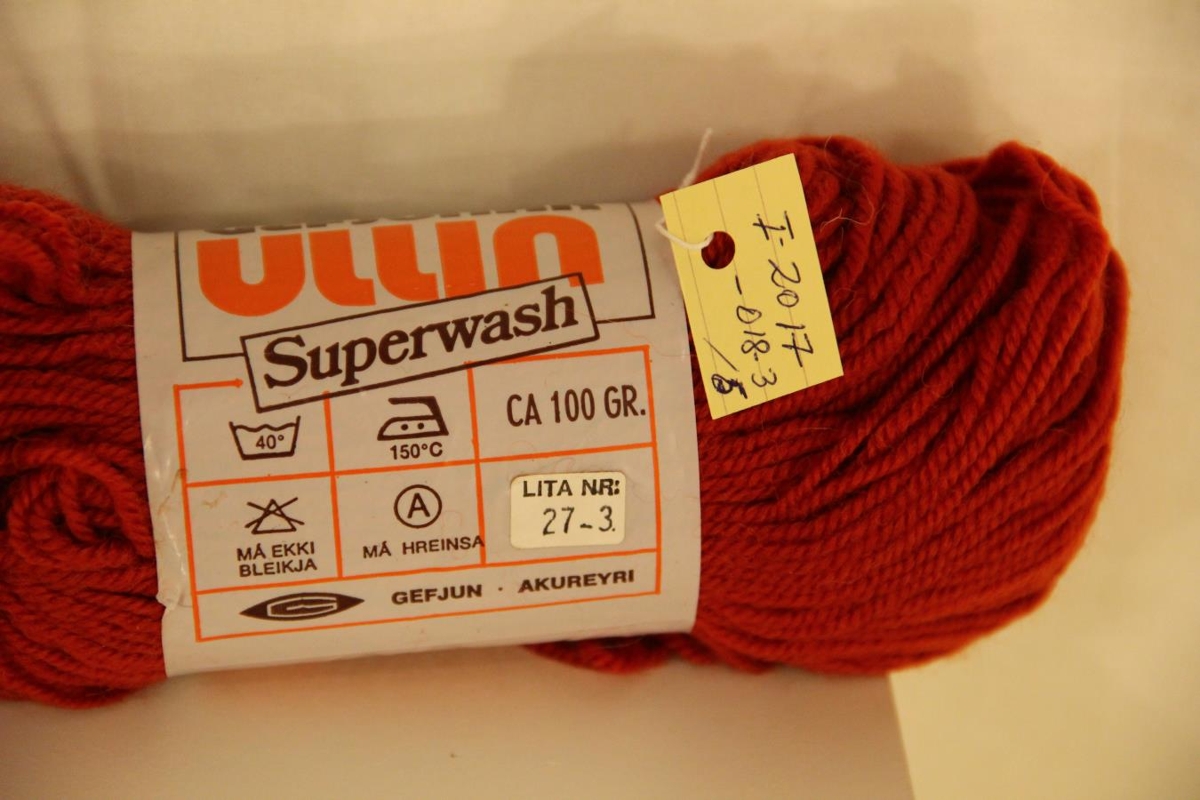 ullin
Superwash
CA 100 GR.
40°
150°C
LITA NR:
27-3.
A
MÁ EKKI
BLEIKJA
MÁ HREINSA
GEFJUN · AKUREYRI
I-2017
-018-3
/5